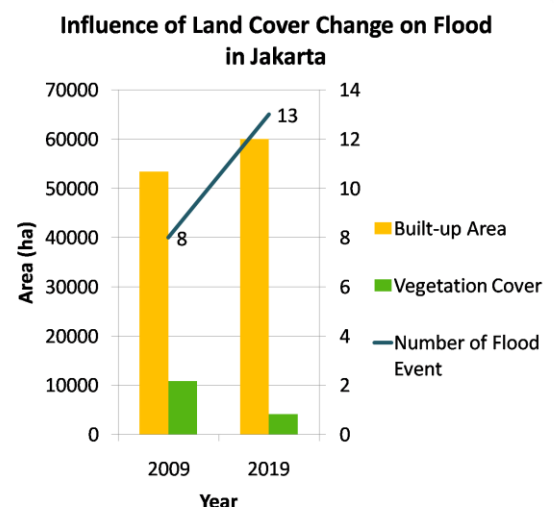 Influence of Land Cover Change on Flood
in Jakarta
70000
60000
50000
40000
30000
20000
10000
0
Area (ha)
14
12
10
8
6
4
2
0
13
8
2009
2019
Year
Built-up Area
Vegetation Cover
Number of Flood
Event